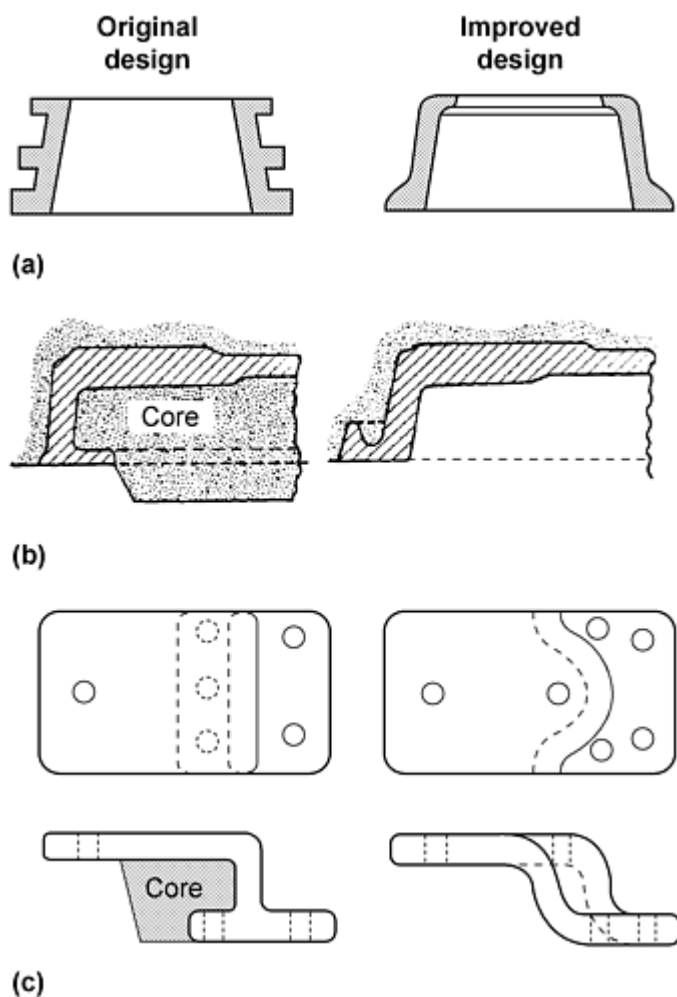 Original
design
Improved
design
(a)
Core
(b)
Core
(c)